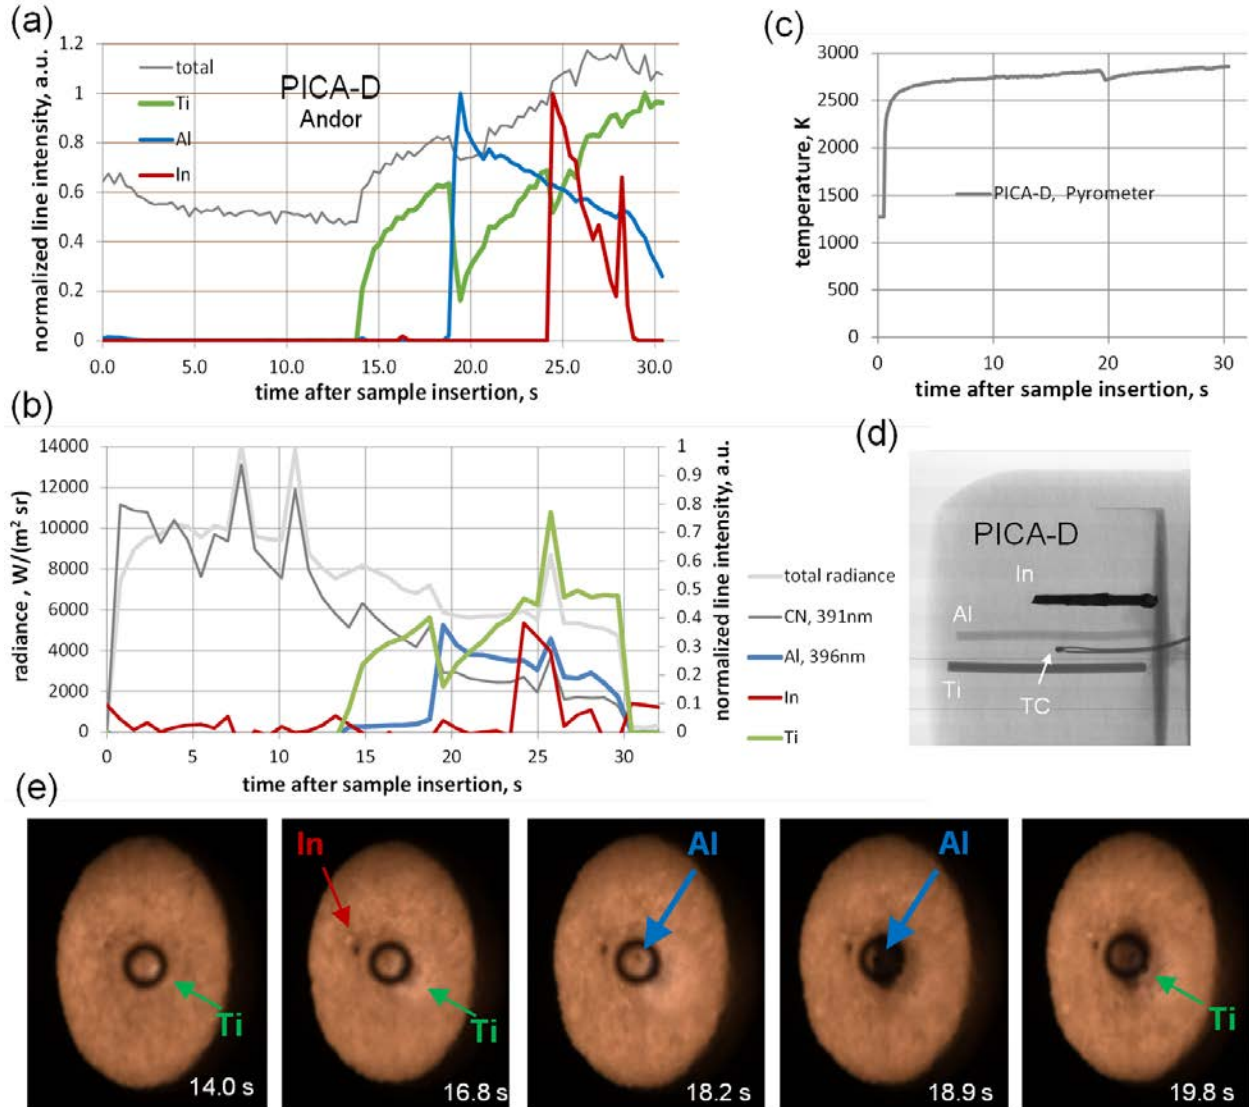 (a)
1.2
1
0.8
0.6
0.4
0.2
0
normalized line intensity, a.u.
total
Ti
Al
In
PICA-D
Andor
0.0 5.0 10.0 15.0 20.0 25.0 30.0
time after sample insertion, s
(c)
3000
2500
2000
1500
1000
500
0
temperature, K
PICA-D, Pyrometer
0 10 20 30
time after sample insertion, s
(b)
14000
12000
10000
8000
6000
4000
2000
0
radiance , W/(m² sr)
1
0.9
0.8
0.7
0.6
0.5
0.4
0.3
0.2
0.1
0
normalized line intensity, a.u.
0 5 10 15 20 25 30
time after sample insertion, s
total radiance
CN, 391nm
Al, 396nm
In
Ti
(d)
PICA-D
In
Al
Ti
TC
(e)
Ti
14.0 s
In
Ti
16.8 s
Al
18.2 s
Al
18.9 s
Ti
19.8 s